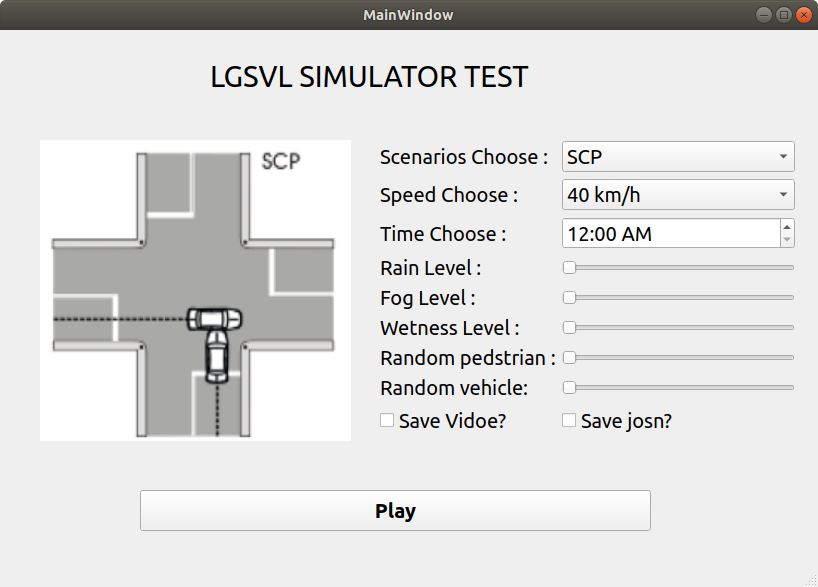 MainWindow
LGSVL SIMULATOR TEST
SCP
Scenarios Choose : SCP
Speed Choose : 40 km/h
Time Choose : 12:00 AM
Rain Level :
Fog Level :
Wetness Level :
Random pedstrian :
Random vehicle:
Save Vidoe? Save josn?
Play